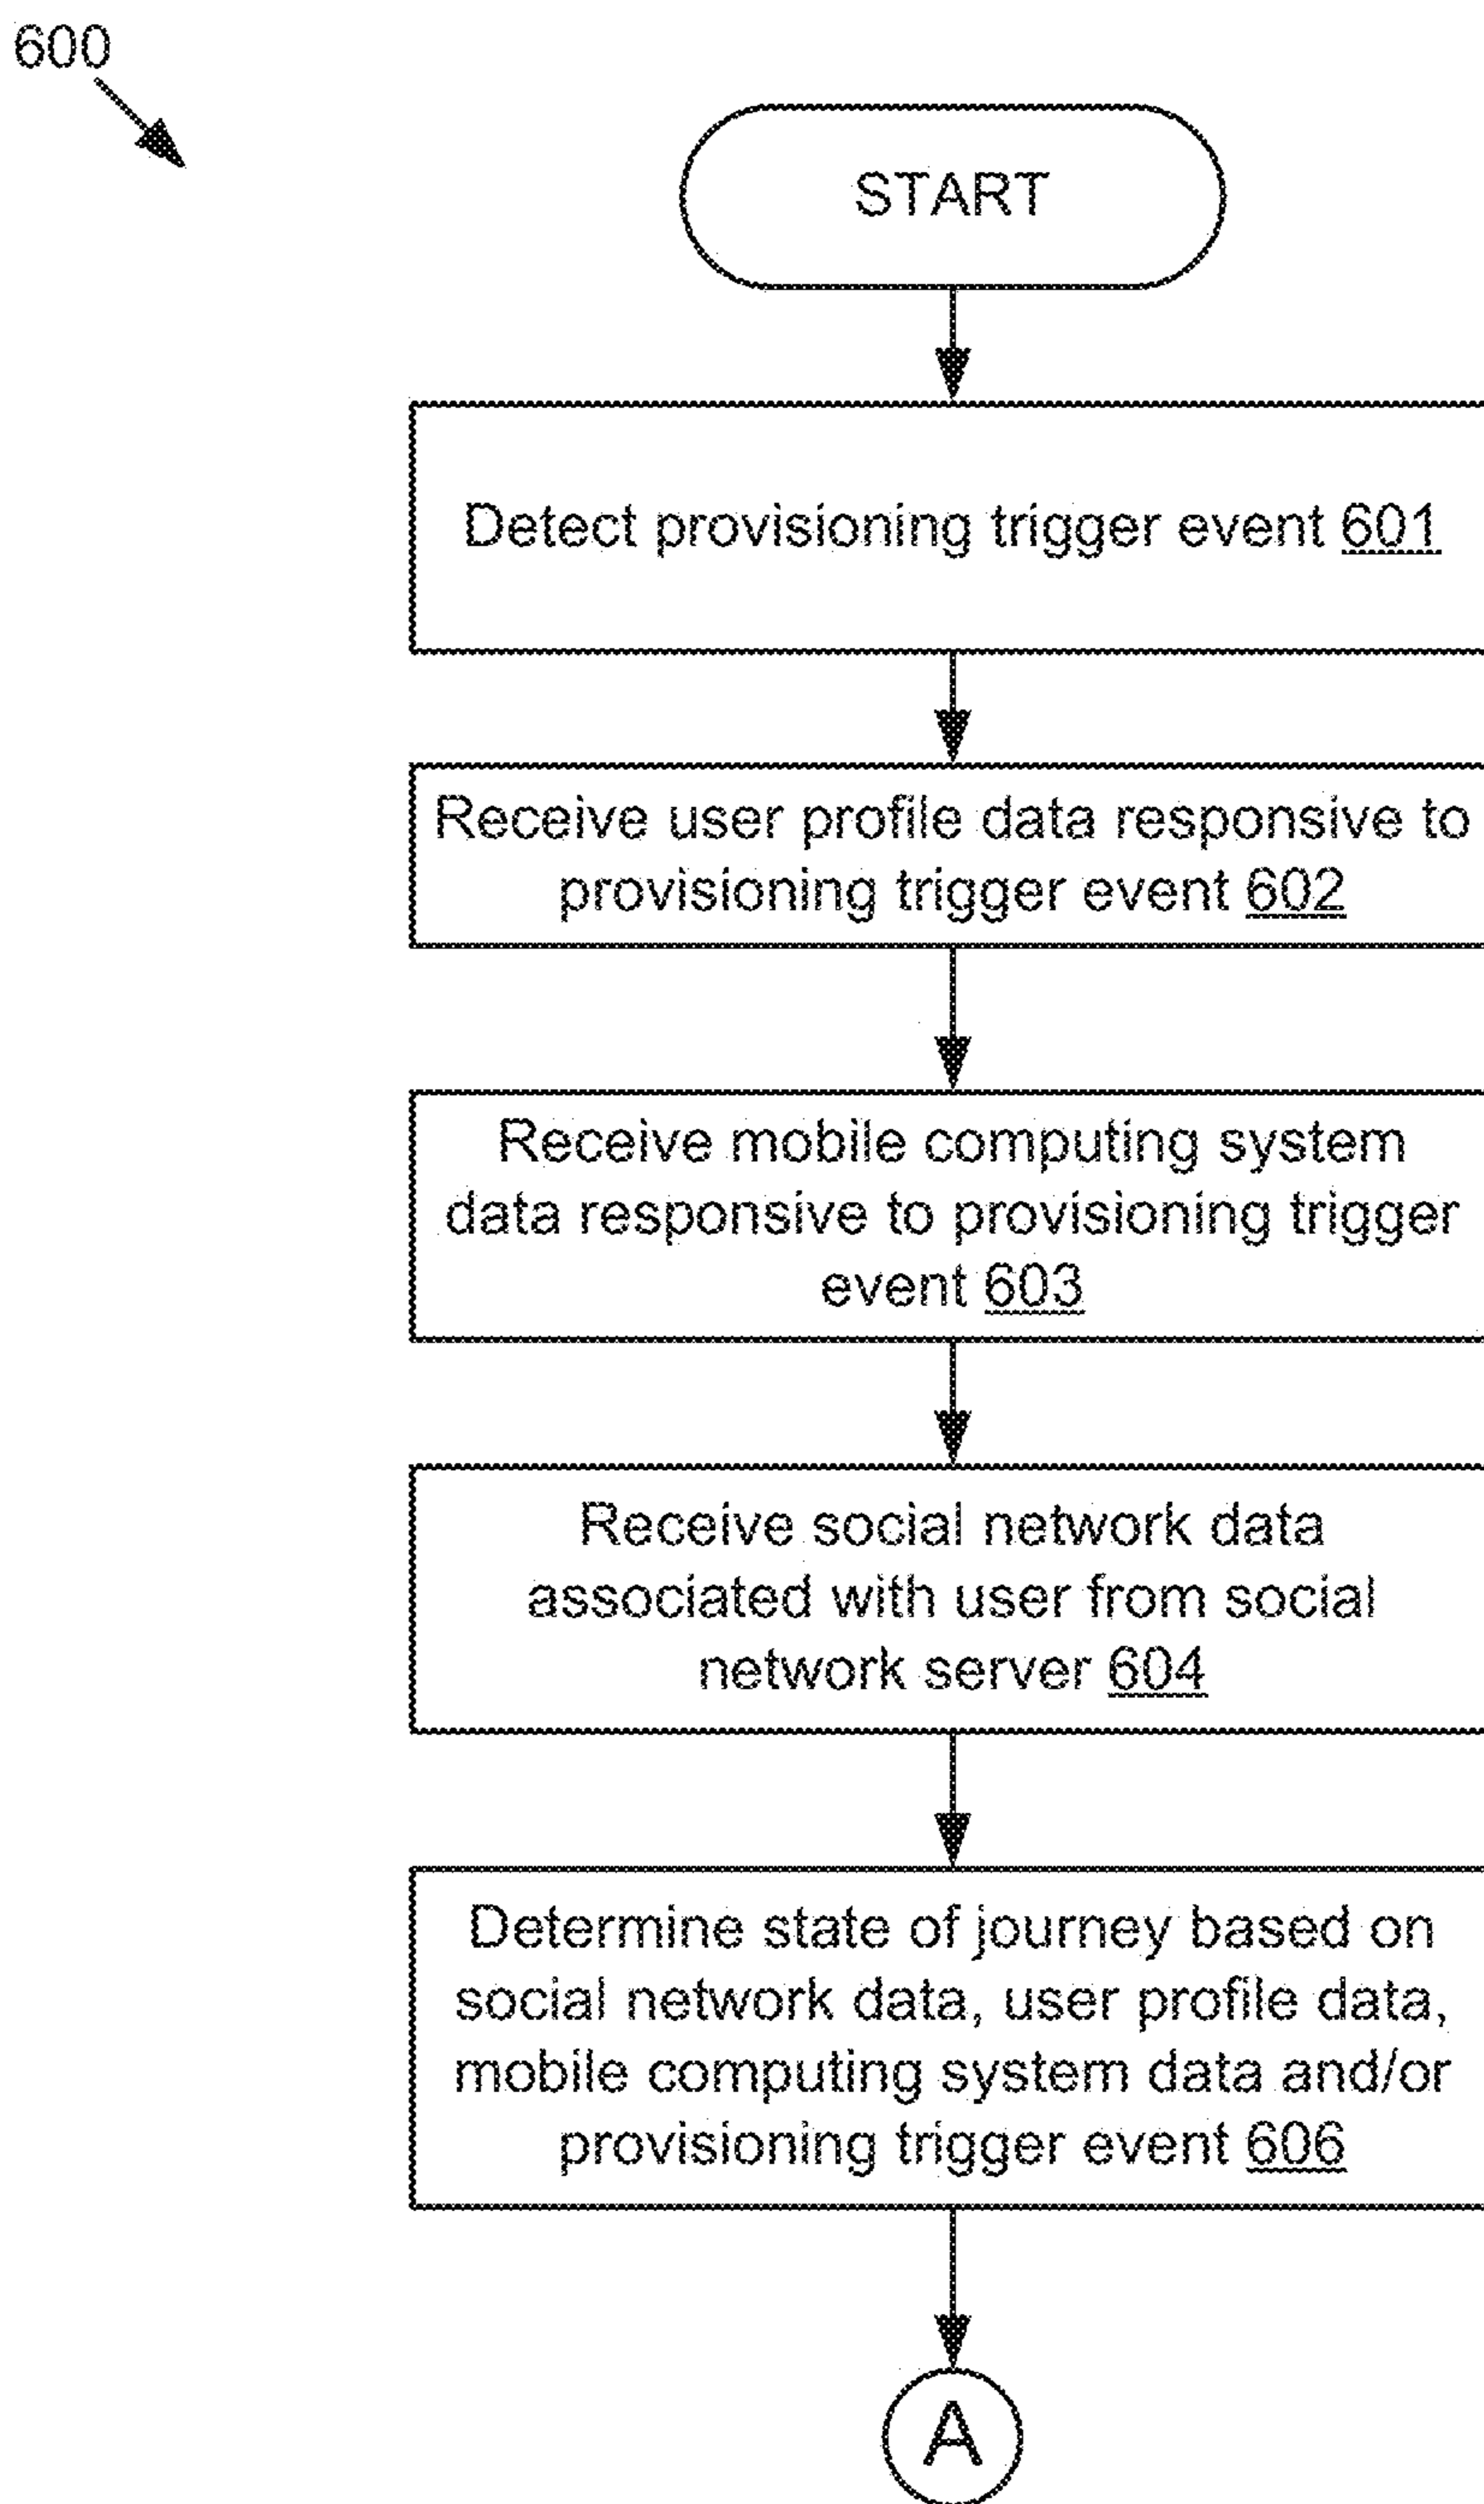 600
START
Detect provisioning trigger event 601
Receive user profile data responsive to
provisioning trigger event 602
Receive mobile computing system
data responsive to provisioning trigger
event 603
Receive social network data
associated with user from social
network server 604
Determine state of journey based on
social network data, user profile data,
mobile computing system data and/or
provisioning trigger event 606
A